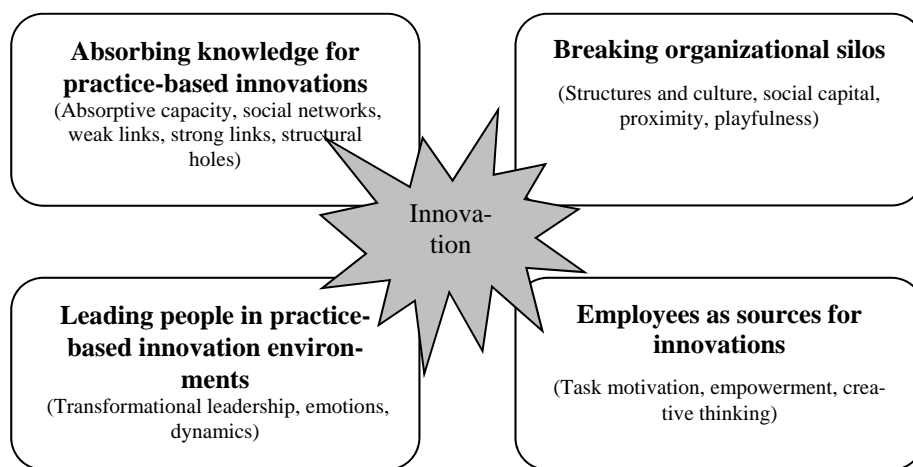 Absorbing knowledge for
practice-based innovations
(Absorptive capacity, social networks,
weak links, strong links, structural
holes)
Breaking organizational silos
(Structures and culture, social capital,
proximity, playfulness)
Innova-
tion
Leading people in practice-
based innovation environ-
ments
(Transformational leadership, emotions,
dynamics)
Employees as sources for
innovations
(Task motivation, empowerment, crea-
tive thinking)